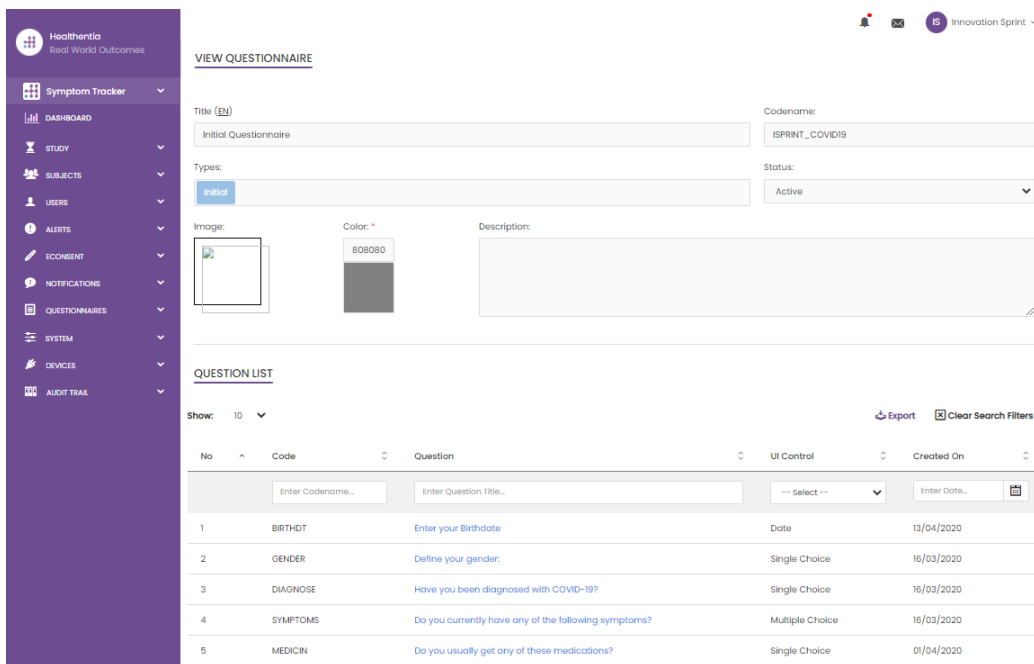 Healthentia
Real World Outcomes
IS Innovation Sprint
Symptom Tracker
DASHBOARD
STUDY
SUBJECTS
USERS
ALERTS
ECONSENT
NOTIFICATIONS
QUESTIONNAIRES
SYSTEM
DEVICES
AUDIT TRAIL
VIEW QUESTIONNAIRE
Title (EN) Codename:
Initial Questionnaire ISPRINT_COVID19
Types: Status:
Initial Active
Image: Color: * Description:
808080
QUESTION LIST
Show: 10 Export Clear Search Filters
No Code Question UI Control Created On
Enter Codename... Enter Question Title... -- Select -- Enter Date...
1 BIRTHDT Enter your Birthdate Date 13/04/2020
2 GENDER Define your gender: Single Choice 16/03/2020
3 DIAGNOSE Have you been diagnosed with COVID-19? Single Choice 16/03/2020
4 SYMPTOMS Do you currently have any of the following symptoms? Multiple Choice 16/03/2020
5 MEDICIN Do you usually get any of these medications? Single Choice 01/04/2020